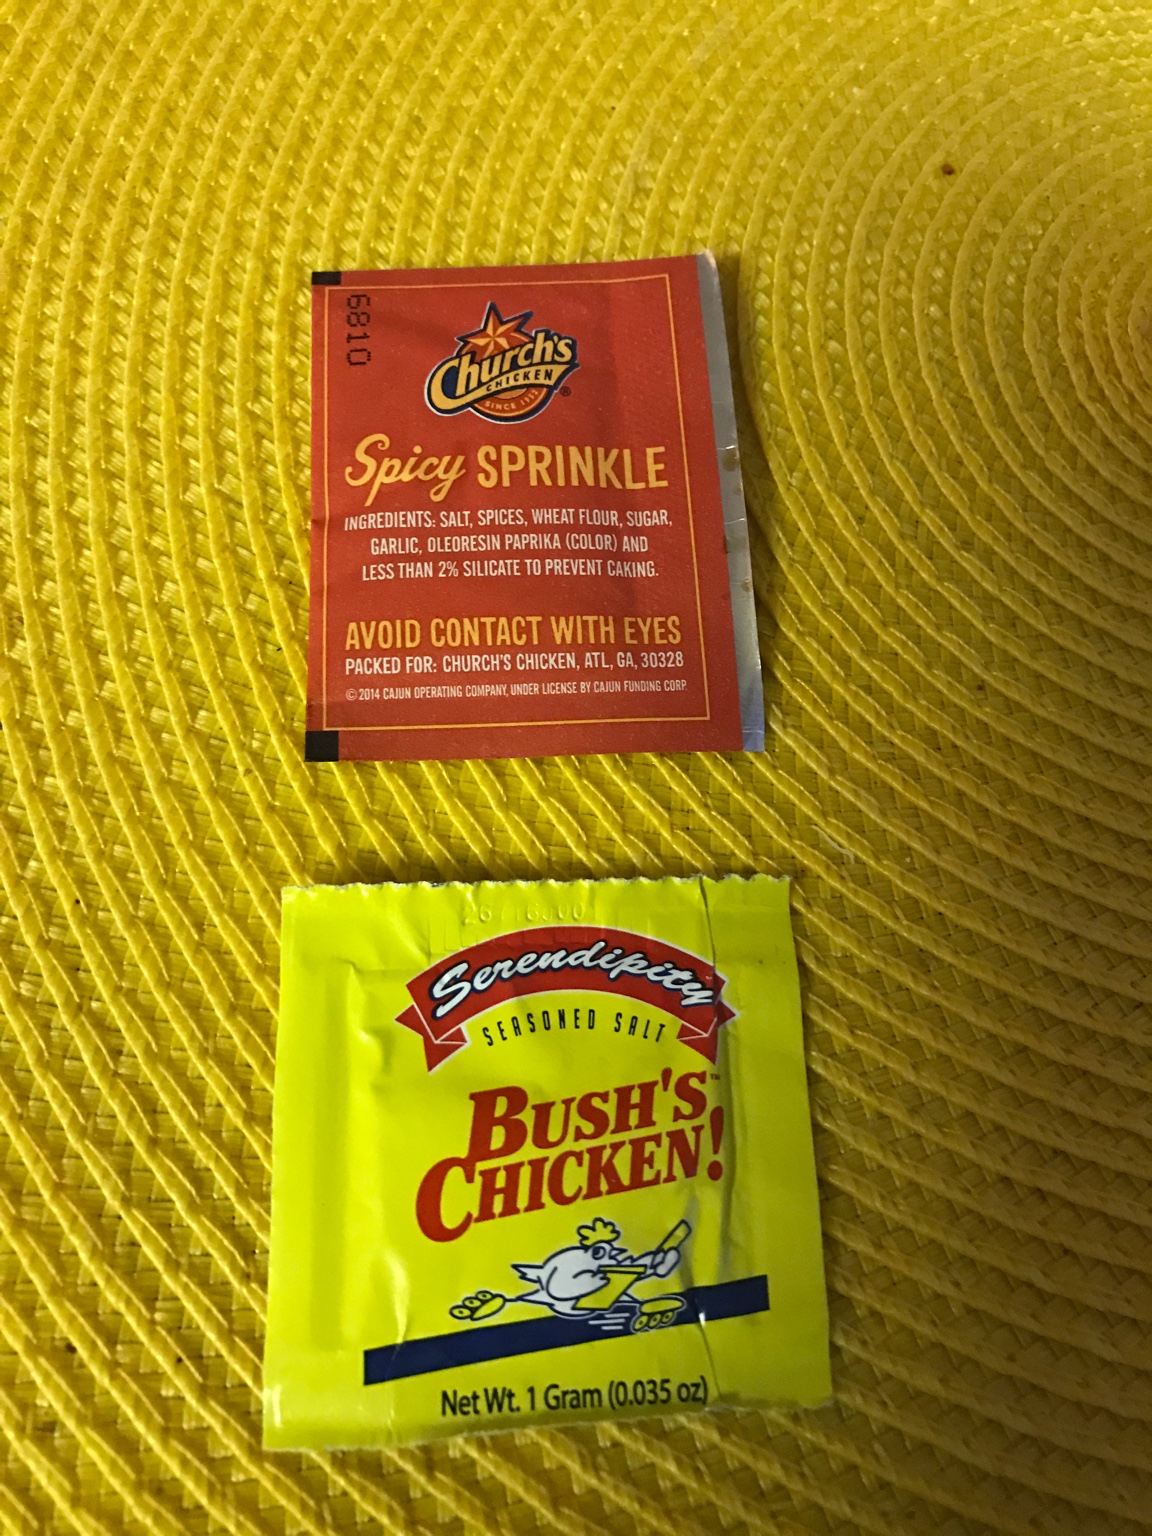 6810
Church's
CHICKEN
®
Spicy SPRINKLE
INGREDIENTS: SALT, SPICES, WHEAT FLOUR, SUGAR,
GARLIC, OLEORESIN PAPRIKA (COLOR) AND
LESS THAN 2% SILICATE TO PREVENT CAKING.
AVOID CONTACT WITH EYES
PACKED FOR: CHURCH'S CHICKEN, ATL, GA, 30328
© 2014 CAJUN OPERATING COMPANY, UNDER LICENSE BY CAJUN FUNDING CORP.
Serendipity
SEASONED SALT
BUSH'S™
CHICKEN!
Net Wt. 1 Gram (0.035 oz)